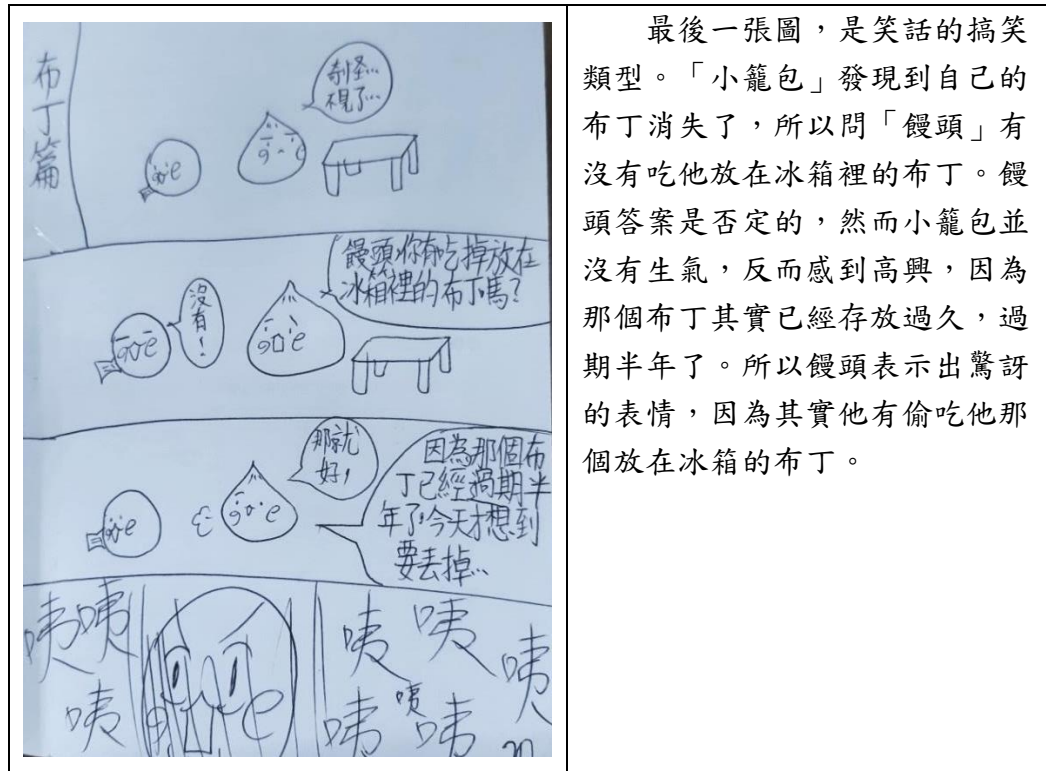 布丁篇
奇怪…
不見了…
饅頭,你有吃掉放在
冰箱裡的布丁嗎?
沒有!
那就
好,
因為那個布
丁已經過期半
年了,今天才想到
要丟掉…
咦咦
咦
咦咦咦
咦咦咦
最後一張圖,是笑話的搞笑
類型。「小籠包」發現到自己的
布丁消失了,所以問「饅頭」有
沒有吃他放在冰箱裡的布丁。饅
頭答案是否定的,然而小籠包並
沒有生氣,反而感到高興,因為
那個布丁其實已經存放過久,過
期半年了。所以饅頭表示出驚訝
的表情,因為其實他有偷吃他那
個放在冰箱的布丁。